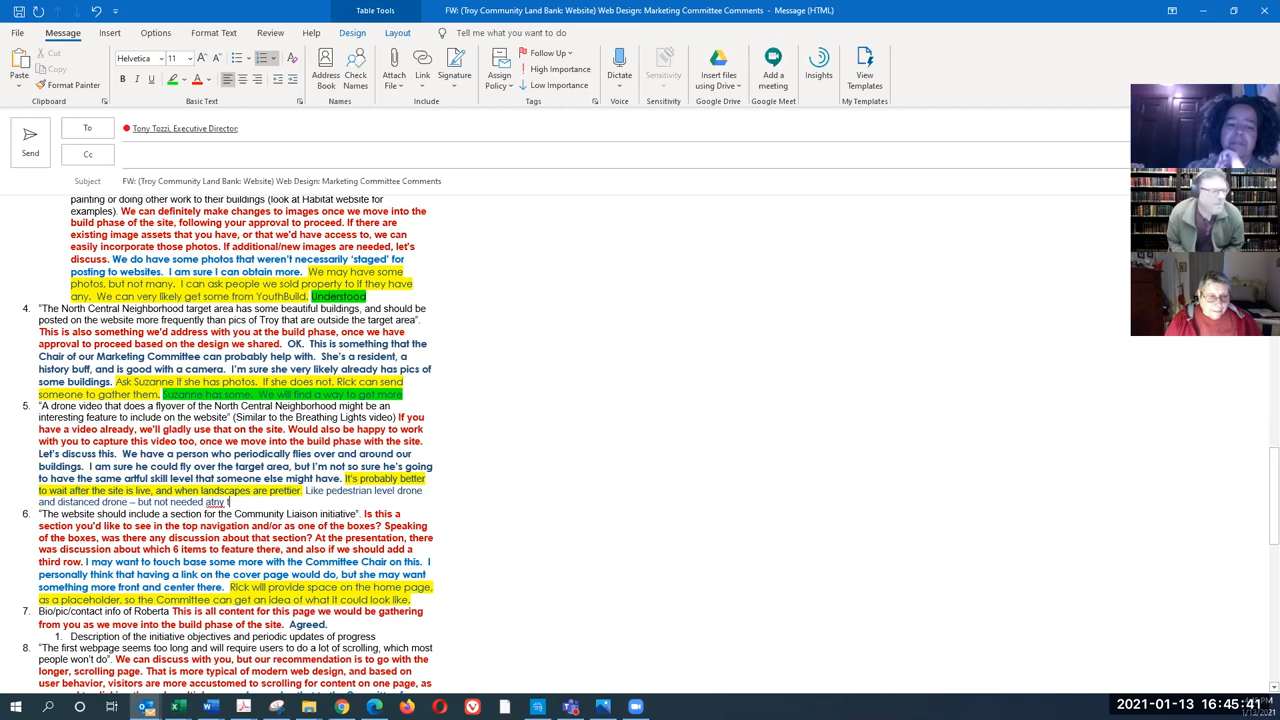 Table Tools
FW: (Troy Community Land Bank: Website) Web Design: Marketing Committee Comments - Message (HTML)
File Message Insert Options Format Text Review Help Design Layout Tell me what you want to do
Paste Cut
Copy
Format Painter
Clipboard
Helvetica 11
B I U
Basic Text
Address Book
Check Names
Names
Attach File
Link
Signature
Include
Assign Policy
Follow Up
High Importance
Low Importance
Tags
Dictate
Voice
Sensitivity
Sensitivity
Insert files using Drive
Google Drive
Add a meeting
Google Meet
Insights
View Templates
My Templates
Send
To Tony Tozzi, Executive Director;
Cc
Subject FW: (Troy Community Land Bank: Website) Web Design: Marketing Committee Comments
painting or doing other work to their buildings (look at Habitat website for
examples). We can definitely make changes to images once we move into the
build phase of the site, following your approval to proceed. If there are
existing image assets that you have, or that we'd have access to, we can
easily incorporate those photos. If additional/new images are needed, let's
discuss. We do have some photos that weren't necessarily ‘staged’ for
posting to websites. I am sure I can obtain more. We may have some
photos, but not many. I can ask people we sold property to if they have
any. We can very likely get some from YouthBuild. Understood
4. “The North Central Neighborhood target area has some beautiful buildings, and should be
posted on the website more frequently than pics of Troy that are outside the target area”.
This is also something we'd address with you at the build phase, once we have
approval to proceed based on the design we shared. OK. This is something that the
Chair of our Marketing Committee can probably help with. She's a resident, a
history buff, and is good with a camera. I'm sure she very likely already has pics of
some buildings. Ask Suzanne if she has photos. If she does not, Rick can send
someone to gather them. Suzanne has some. We will find a way to get more
5. “A drone video that does a flyover of the North Central Neighborhood might be an
interesting feature to include on the website” (Similar to the Breathing Lights video) If you
have a video already, we'll gladly use that on the site. Would also be happy to work
with you to capture this video too, once we move into the build phase with the site.
Let's discuss this. We have a person who periodically flies over and around our
buildings. I am sure he could fly over the target area, but I'm not so sure he's going
to have the same artful skill level that someone else might have. It's probably better
to wait after the site is live, and when landscapes are prettier. Like pedestrian level drone
and distanced drone – but not needed atny t
6. “The website should include a section for the Community Liaison initiative”. Is this a
section you'd like to see in the top navigation and/or as one of the boxes? Speaking
of the boxes, was there any discussion about that section? At the presentation, there
was discussion about which 6 items to feature there, and also if we should add a
third row. I may want to touch base some more with the Committee Chair on this. I
personally think that having a link on the cover page would do, but she may want
something more front and center there. Rick will provide space on the home page,
as a placeholder, so the Committee can get an idea of what it could look like.
7. Bio/pic/contact info of Roberta This is all content for this page we would be gathering
from you as we move into the build phase of the site. Agreed.
1. Description of the initiative objectives and periodic updates of progress
8. “The first webpage seems too long and will require users to do a lot of scrolling, which most
people won't do”. We can discuss with you, but our recommendation is to go with the
longer, scrolling page. That is more typical of modern web design, and based on
user behavior, visitors are more accustomed to scrolling for content on one page, as
2021-01-13 16:45:41
1/13/2021